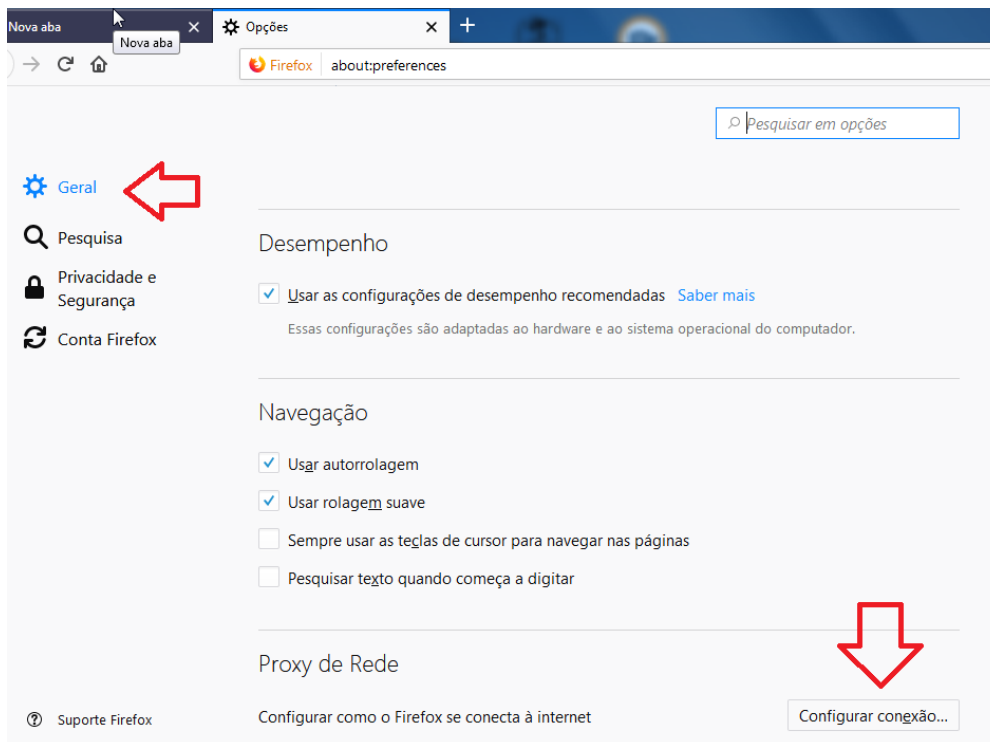 Nova aba
Opções
Nova aba
Firefox about:preferences
Pesquisar em opções
Geral
Pesquisa
Privacidade e
Segurança
Conta Firefox
Desempenho
Usar as configurações de desempenho recomendadas Saber mais
Essas configurações são adaptadas ao hardware e ao sistema operacional do computador.
Navegação
Usar autorrolagem
Usar rolagem suave
Sempre usar as teclas de cursor para navegar nas páginas
Pesquisar texto quando começa a digitar
Proxy de Rede
Configurar como o Firefox se conecta à internet
Configurar conexão...
Suporte Firefox